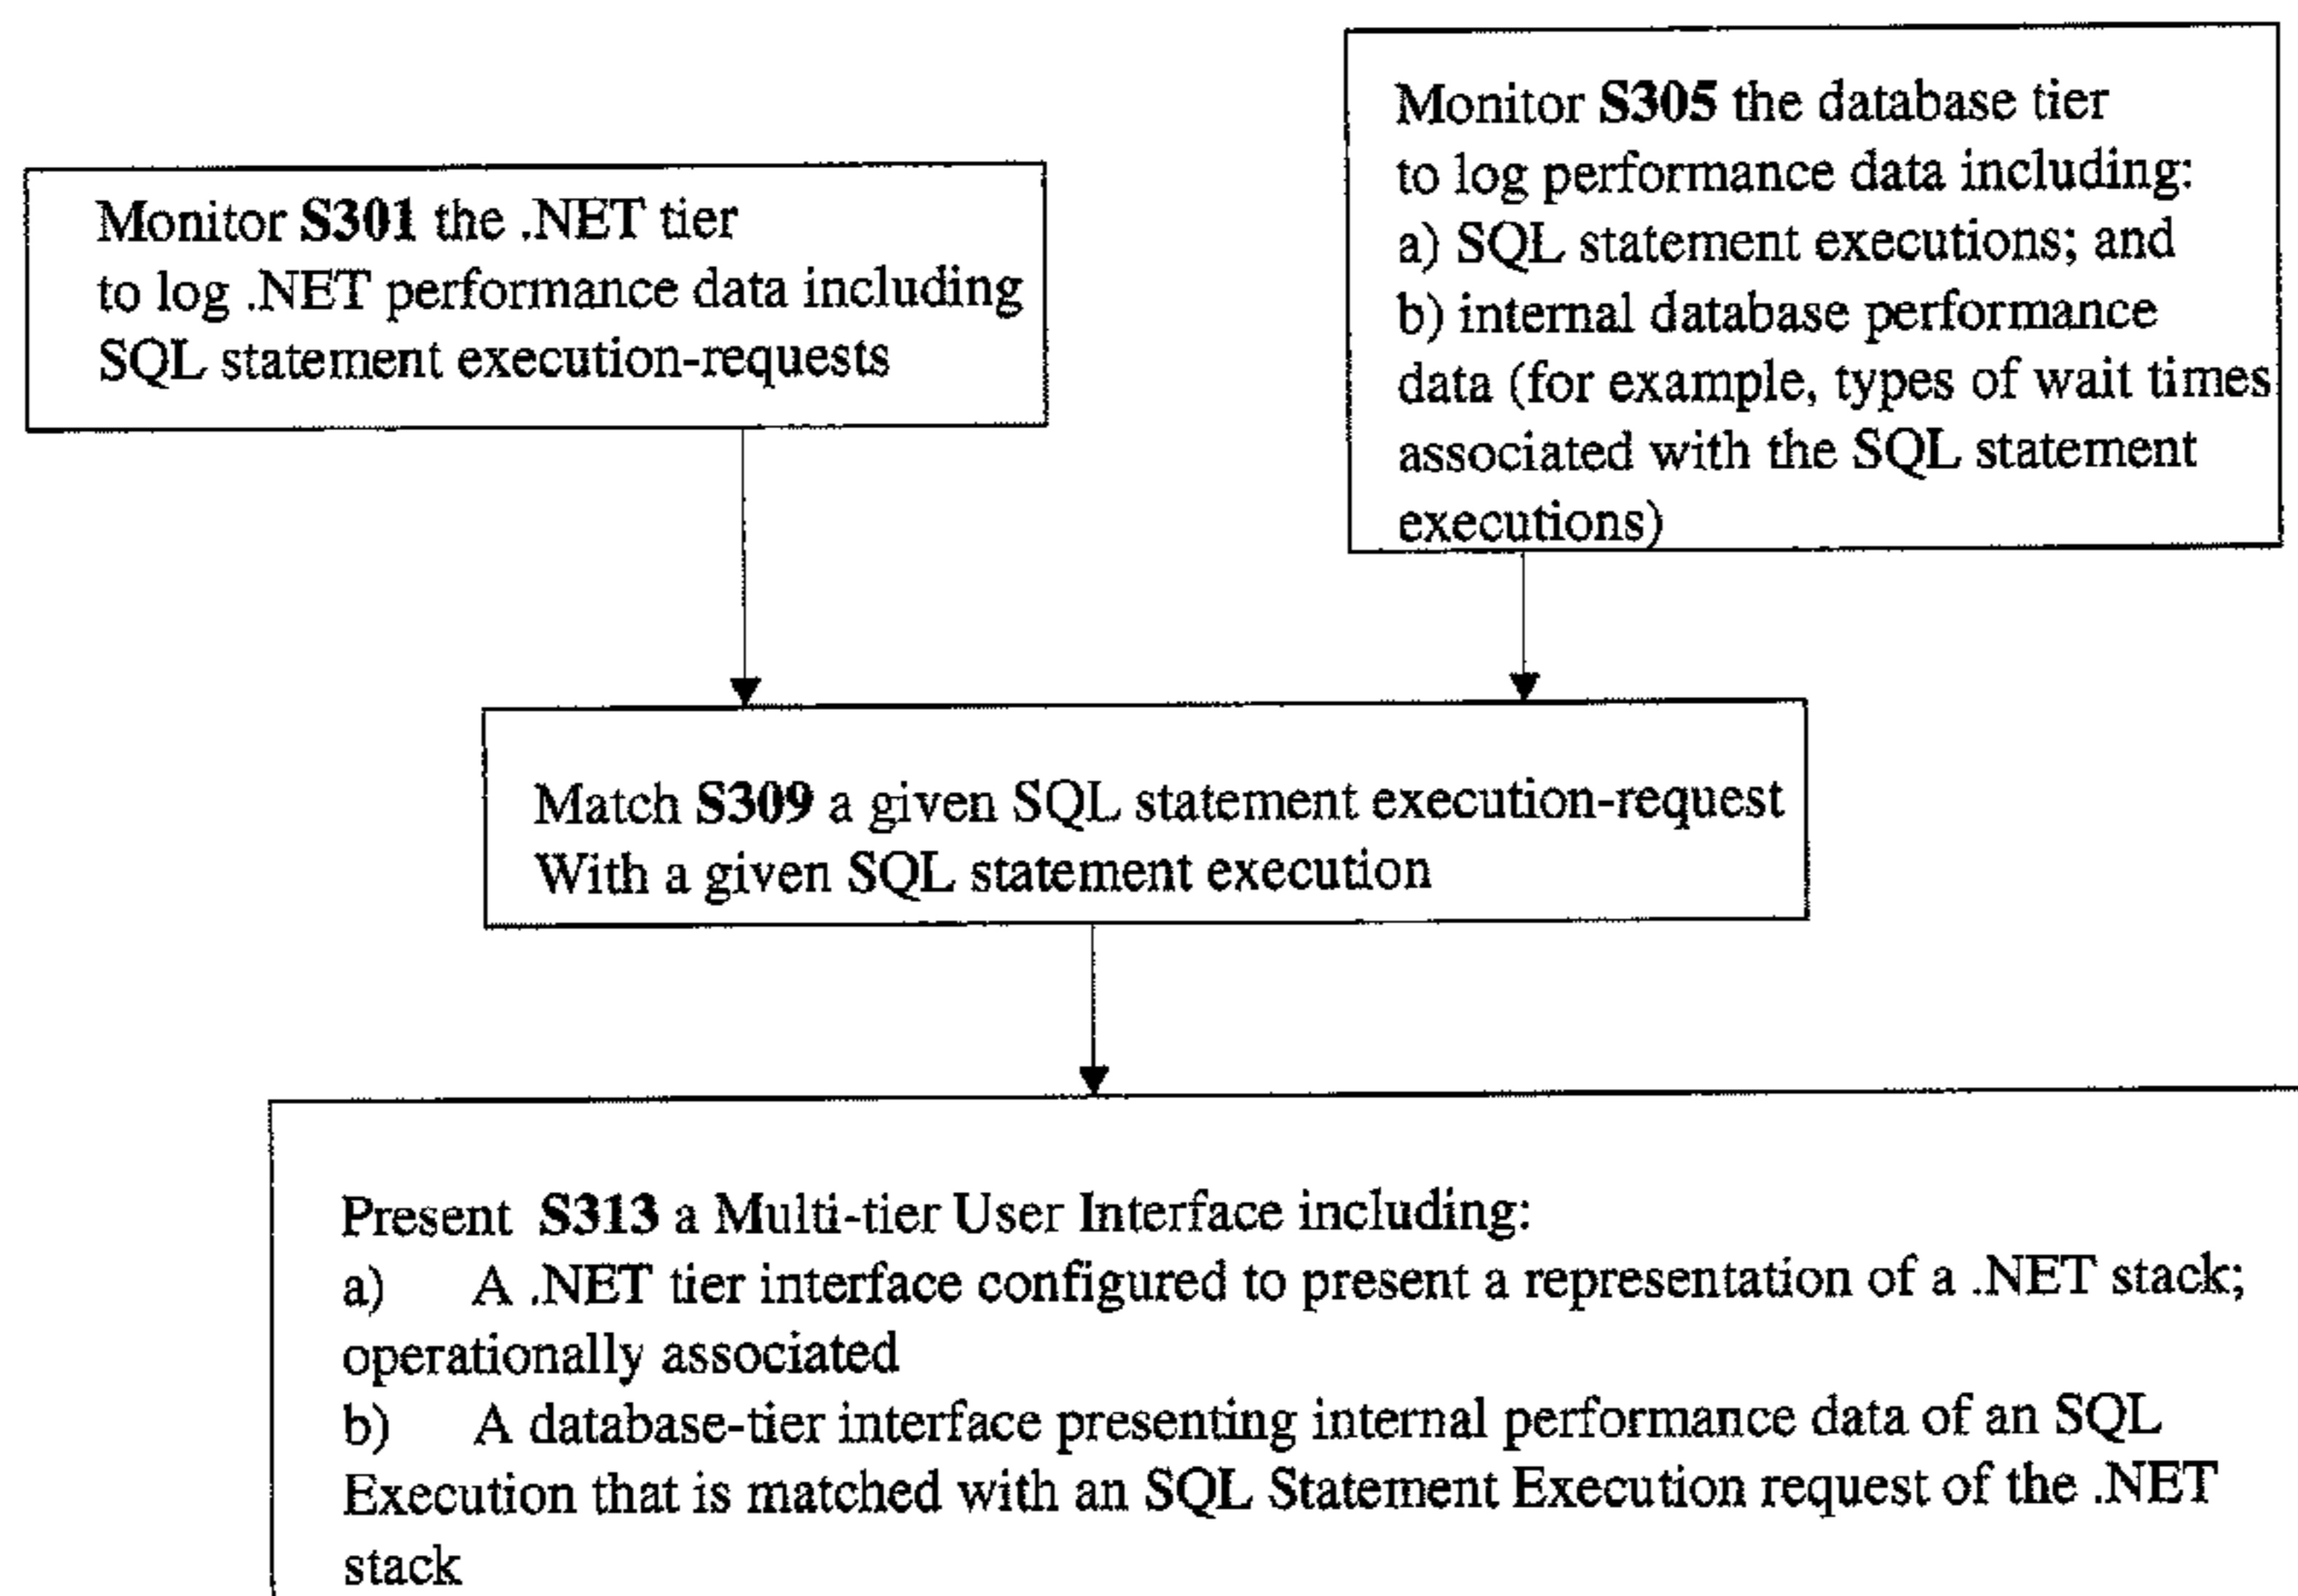 Monitor S301 the .NET tier
to log .NET performance data including
SQL statement execution-requests
Monitor S305 the database tier
to log performance data including:
a) SQL statement executions; and
b) internal database performance
data (for example, types of wait times
associated with the SQL statement
executions)
Match S309 a given SQL statement execution-request
With a given SQL statement execution
Present S313 a Multi-tier User Interface including:
a) A .NET tier interface configured to present a representation of a .NET stack;
operationally associated
b) A database-tier interface presenting internal performance data of an SQL
Execution that is matched with an SQL Statement Execution request of the .NET
stack